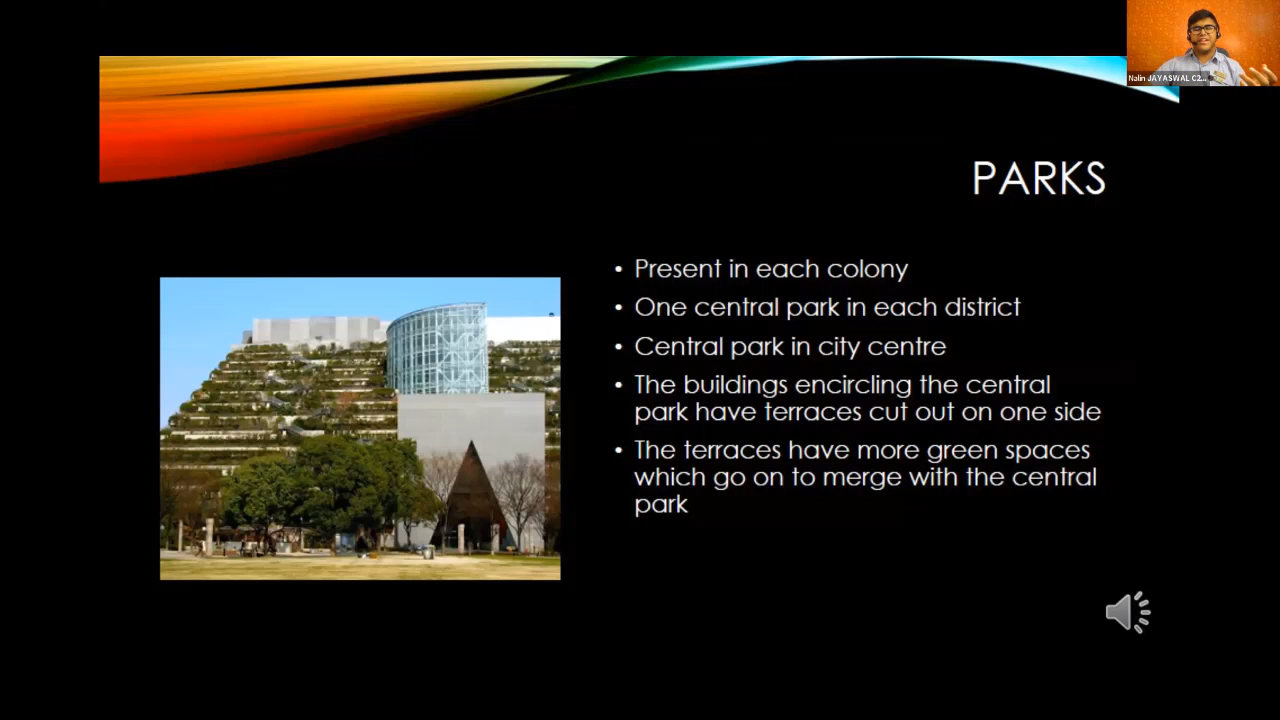 Nalin JAYASWAL C2...
PARKS
• Present in each colony
• One central park in each district
• Central park in city centre
• The buildings encircling the central
park have terraces cut out on one side
• The terraces have more green spaces
which go on to merge with the central
park